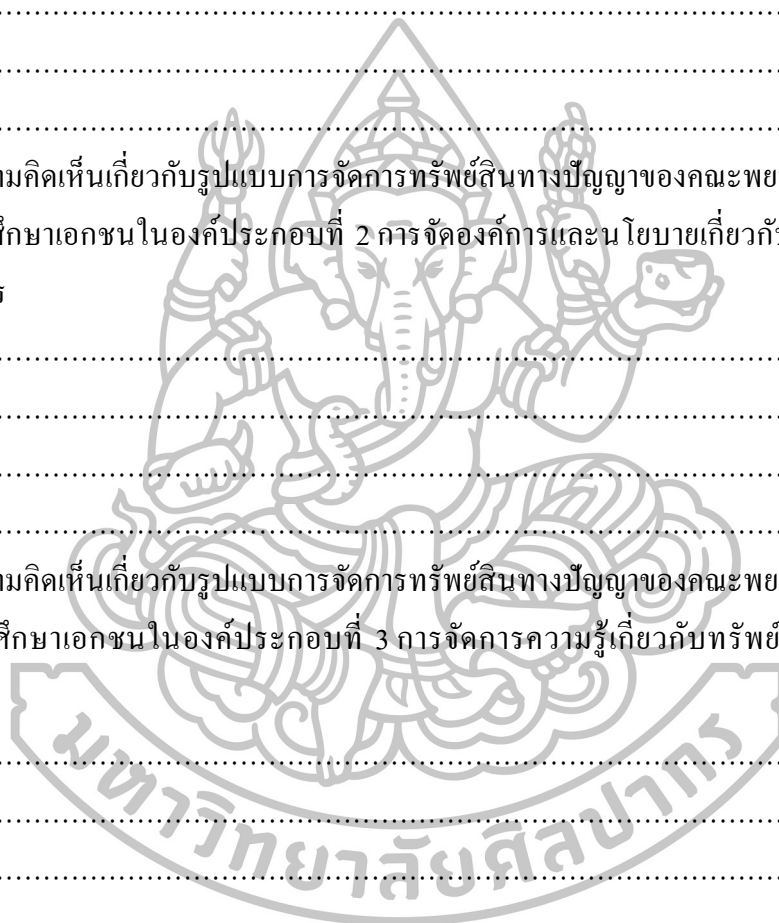 ................................................................................
................................................................................
................................................................................
ามคิดเห็นเกี่ยวกับรูปแบบการจัดการทรัพย์สินทางปัญญาของคณะพย
ศึกษาเอกชนในองค์ประกอบที่ 2 การจัดองค์การและนโยบายเกี่ยวกับ
ร
................................................................................
................................................................................
................................................................................
................................................................................
ามคิดเห็นเกี่ยวกับรูปแบบการจัดการทรัพย์สินทางปัญญาของคณะพย
ศึกษาเอกชนในองค์ประกอบที่ 3 การจัดการความรู้เกี่ยวกับทรัพย์
................................................................................
................................................................................
................................................................................
มหาวิทยาลัยศิลปากร